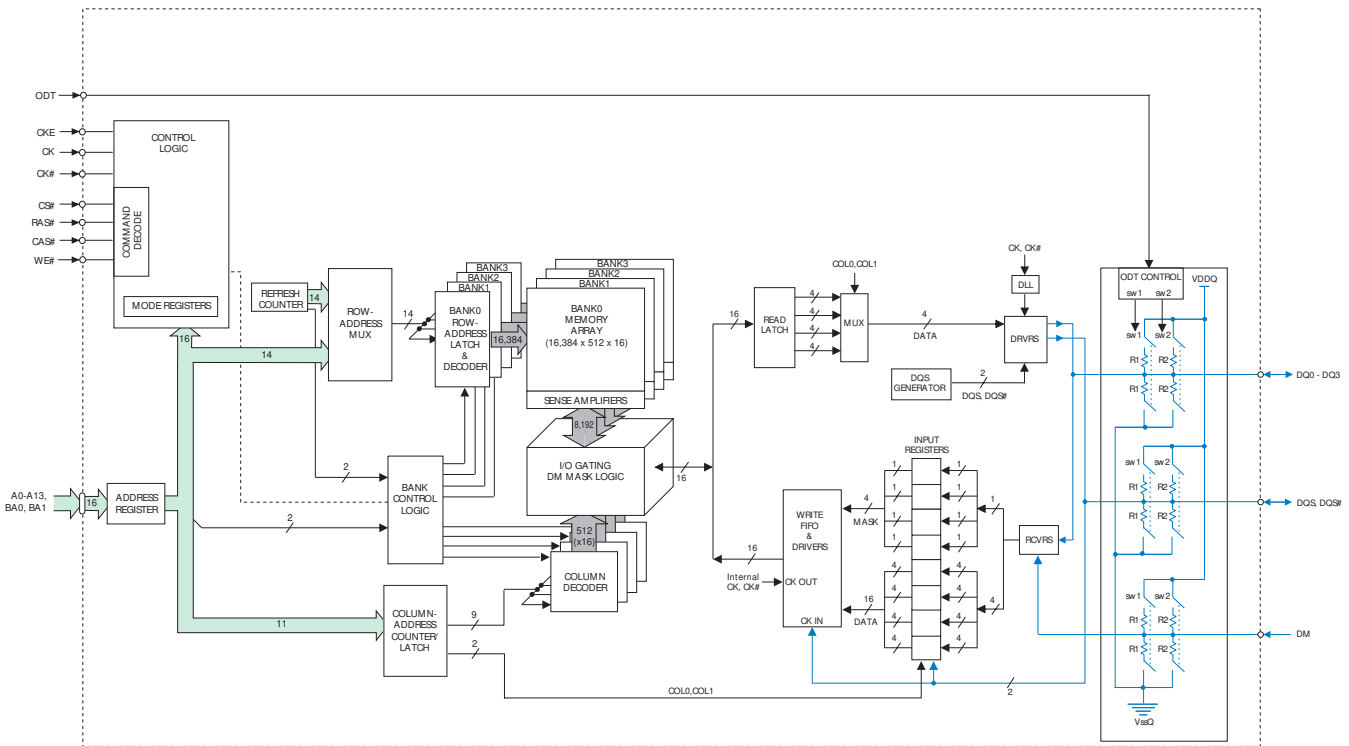 ODT
CKE
CK
CK#
CS#
RAS#
CAS#
WE#
CONTROL
LOGIC
COMMAND
DECODE
MODE REGISTERS
16
14
REFRESH
COUNTER
14
ROW-
ADDRESS
MUX
14
BANK3
BANK2
BANK1
BANK0
ROW-
ADDRESS
LATCH
&
DECODER
16,384
BANK3
BANK2
BANK1
BANK0
MEMORY
ARRAY
(16,384 x 512 x 16)
SENSE AMPLIFIERS
8,192
I/O GATING
DM MASK LOGIC
16
512
(x16)
COLUMN
DECODER
2
2
BANK
CONTROL
LOGIC
A0-A13,
BA0, BA1
16
ADDRESS
REGISTER
11
COLUMN-
ADDRESS
COUNTER/
LATCH
9
2
COL0,COL1
16
READ
LATCH
4
4
4
4
COL0,COL1
MUX
4
DATA
CK, CK#
DLL
DRVRS
DQS
GENERATOR
2
DQS, DQS#
INPUT
REGISTERS
1
1
1
1
4
4
4
4
1
1
1
1
4
4
4
4
1
4
RCVRS
4
MASK
16
DATA
WRITE
FIFO
&
DRIVERS
CK OUT
CK IN
16
Internal
CK, CK#
2
ODT CONTROL
sw1
sw2
VDDQ
sw1
sw2
R1
R2
R1
R2
sw1
sw2
R1
R2
R1
R2
sw1
sw2
R1
R2
R1
R2
VssQ
DQ0 - DQ3
DQS, DQS#
DM